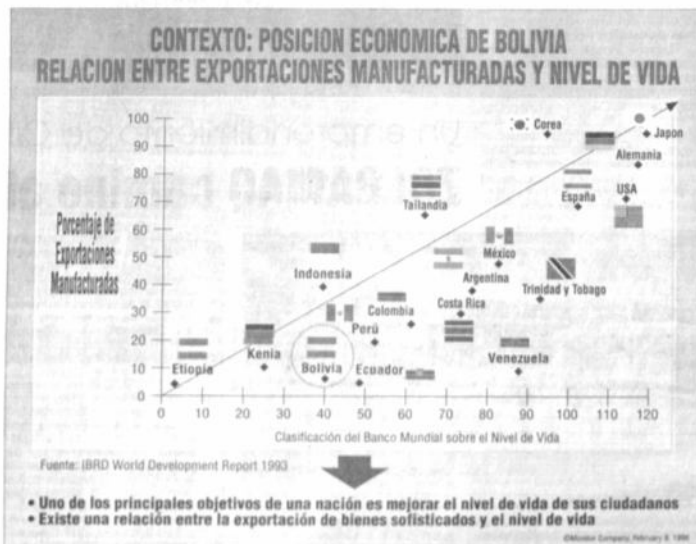 CONTEXTO: POSICION ECONOMICA DE BOLIVIA
RELACION ENTRE EXPORTACIONES MANUFACTURADAS Y NIVEL DE VIDA
Porcentaje de
Exportaciones
Manufacturadas
100
90
80
70
60
50
40
30
20
10
0
Corea
Japon
Alemania
Tailandia
España
USA
México
Indonesia
Argentina
Trinidad y Tobago
Costa Rica
Colombia
Perú
Kenia
Etiopia
Bolivia
Ecuador
Venezuela
0 10 20 30 40 50 60 70 80 90 100 110 120
Clasificación del Banco Mundial sobre el Nivel de Vida
Fuente: IBRD World Development Report 1993
• Uno de los principales objetivos de una nación es mejorar el nivel de vida de sus ciudadanos
• Existe una relación entre la exportación de bienes sofisticados y el nivel de vida